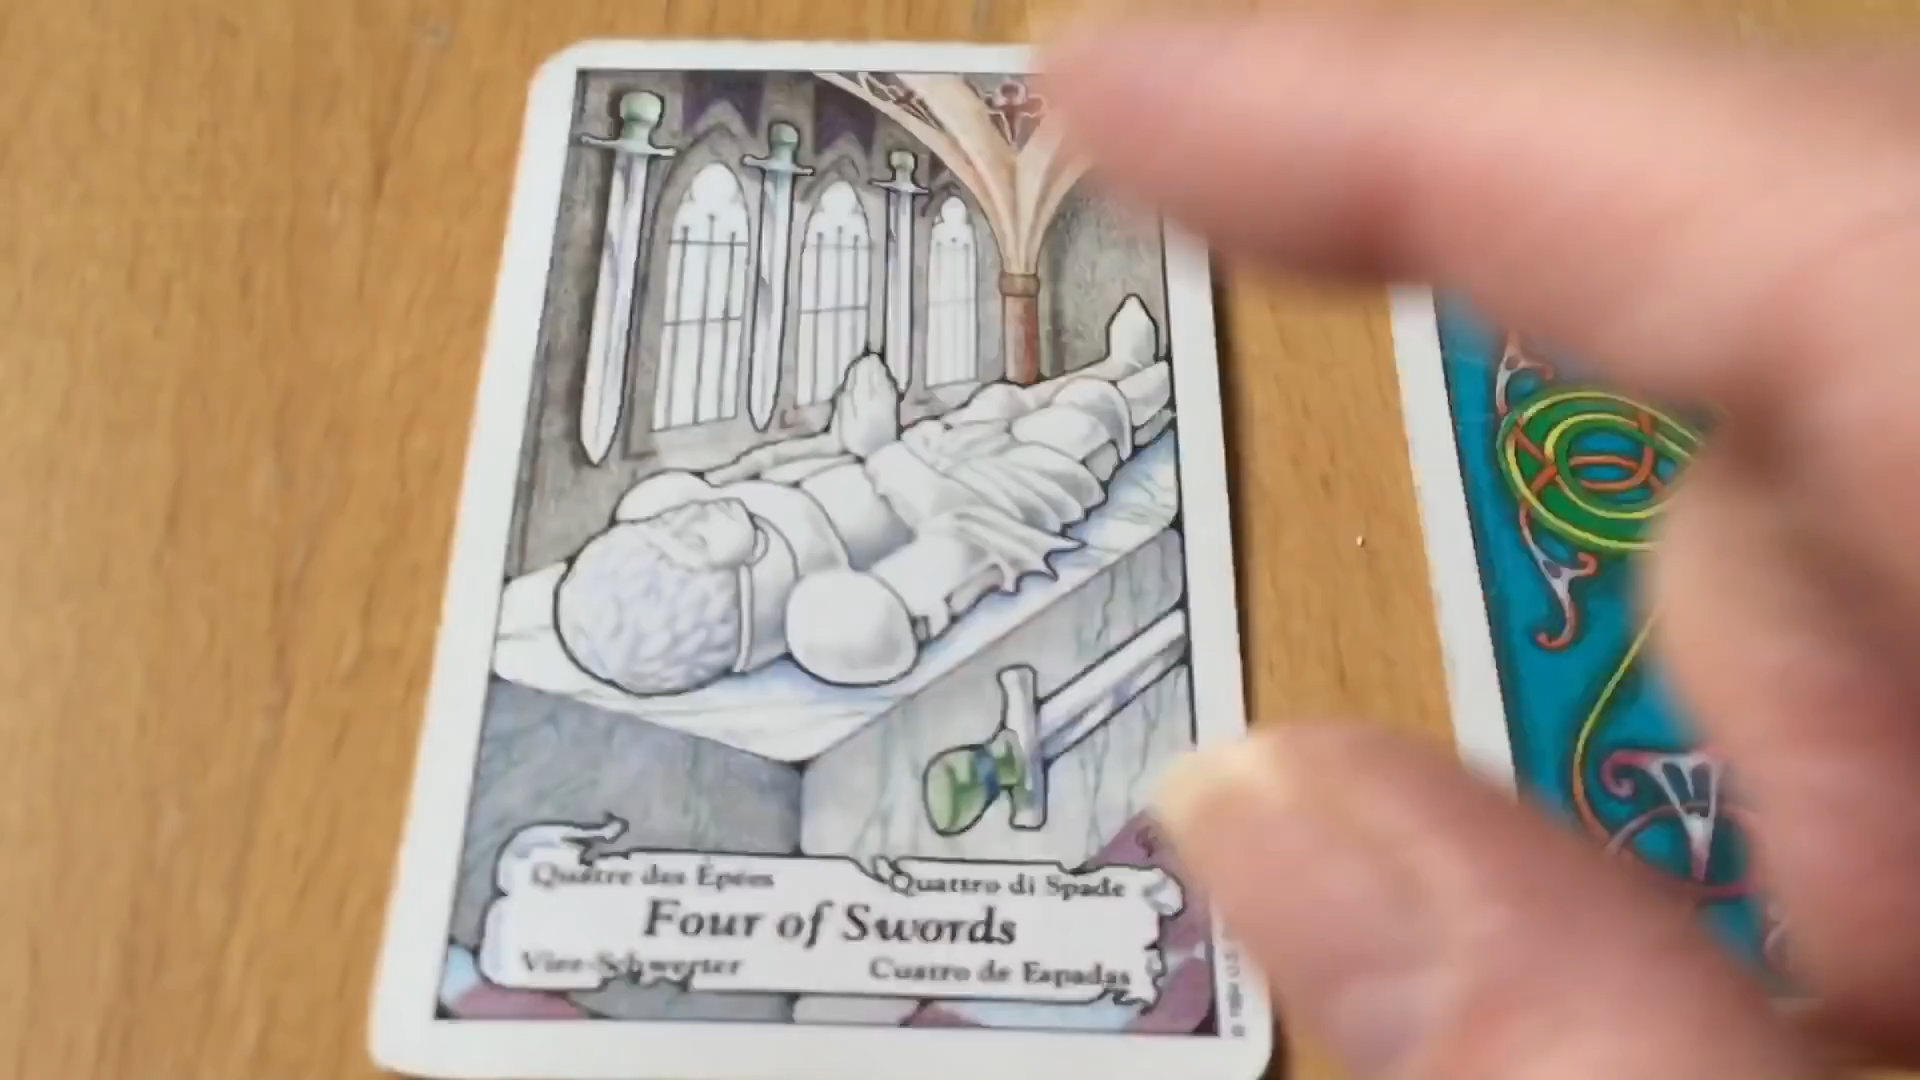 Quatre des Épées
Quattro di Spade
Four of Swords
Vier-Schwerter
Cuatro de Espadas